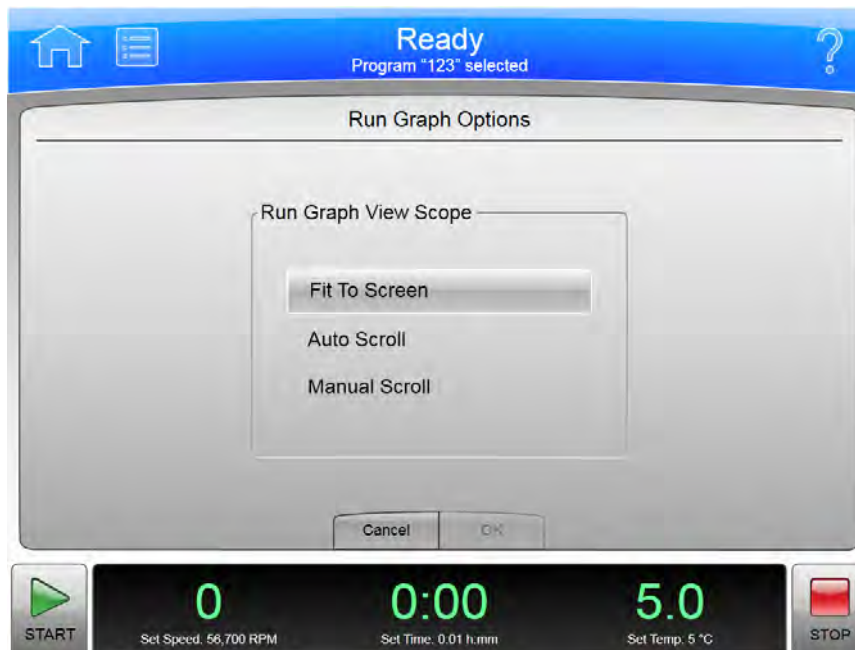 Ready
Program "123" selected
?
Run Graph Options
Run Graph View Scope
Fit To Screen
Auto Scroll
Manual Scroll
Cancel
OK
START
0
0:00
5.0
STOP
Set Speed. 56,700 RPM
Set Time. 0.01 h:mm
Set Temp. 5 °C